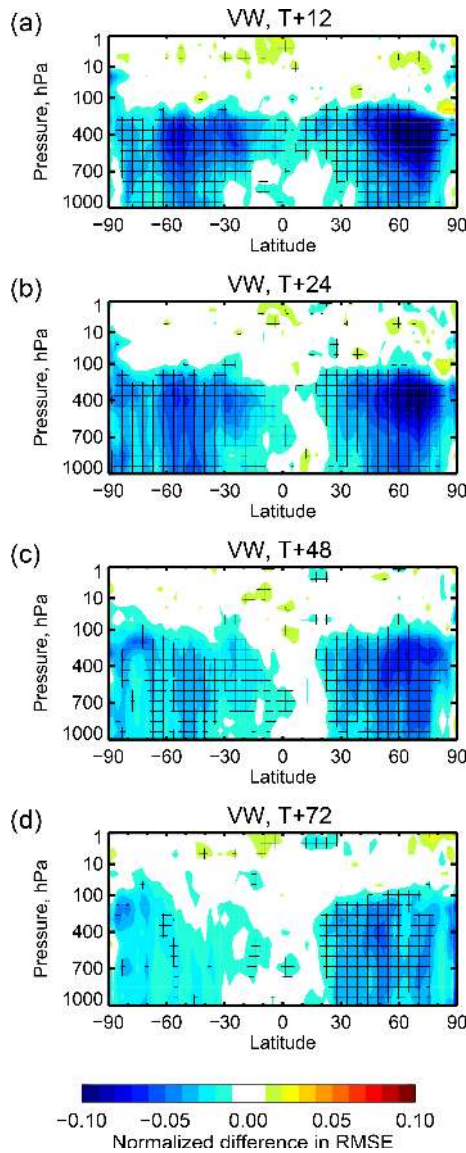 (a) VW, T+12
Pressure, hPa
1
10
100
400
700
1000
−90 −60 −30 0 30 60 90
Latitude
(b) VW, T+24
Pressure, hPa
1
10
100
400
700
1000
−90 −60 −30 0 30 60 90
Latitude
(c) VW, T+48
Pressure, hPa
1
10
100
400
700
1000
−90 −60 −30 0 30 60 90
Latitude
(d) VW, T+72
Pressure, hPa
1
10
100
400
700
1000
−90 −60 −30 0 30 60 90
Latitude
−0.10 −0.05 0.00 0.05 0.10
Normalized difference in RMSE